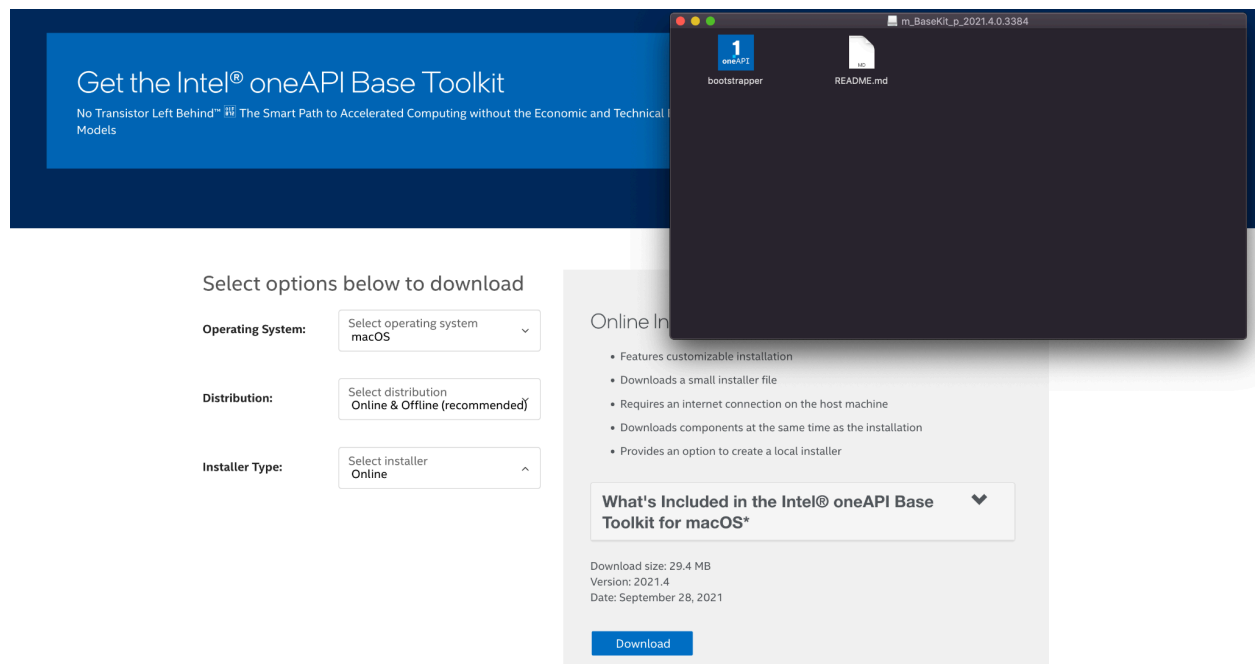 m_BaseKit_p_2021.4.0.3384
1
oneAPI
bootstrapper
MD
README.md
Get the Intel® oneAPI Base Toolkit
No Transistor Left Behind™ The Smart Path to Accelerated Computing without the Economic and Technical
Models
Select options below to download
Operating System:
Select operating system
macOS
Distribution:
Select distribution
Online & Offline (recommended)
Installer Type:
Select installer
Online
Online In
• Features customizable installation
• Downloads a small installer file
• Requires an internet connection on the host machine
• Downloads components at the same time as the installation
• Provides an option to create a local installer
What's Included in the Intel® oneAPI Base
Toolkit for macOS*
Download size: 29.4 MB
Version: 2021.4
Date: September 28, 2021
Download